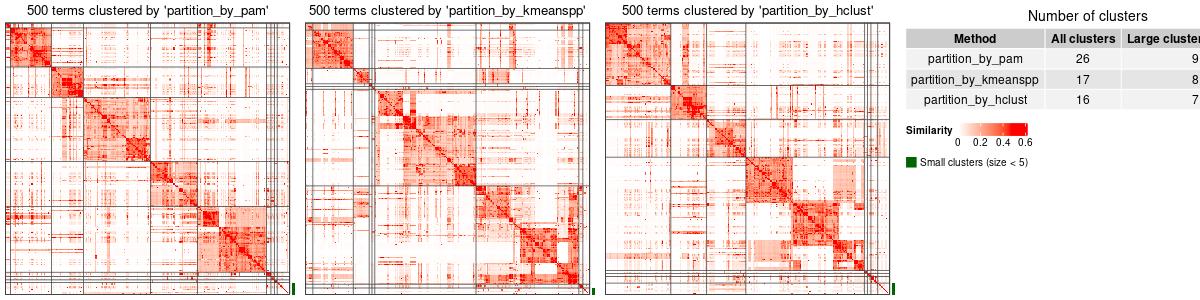 500 terms clustered by 'partition_by_pam'
500 terms clustered by 'partition_by_kmeanspp'
500 terms clustered by 'partition_by_hclust'
Number of clusters
Method All clusters Large cluster
partition_by_pam 26 9
partition_by_kmeanspp 17 8
partition_by_hclust 16 7
Similarity
0 0.2 0.4 0.6
Small clusters (size < 5)